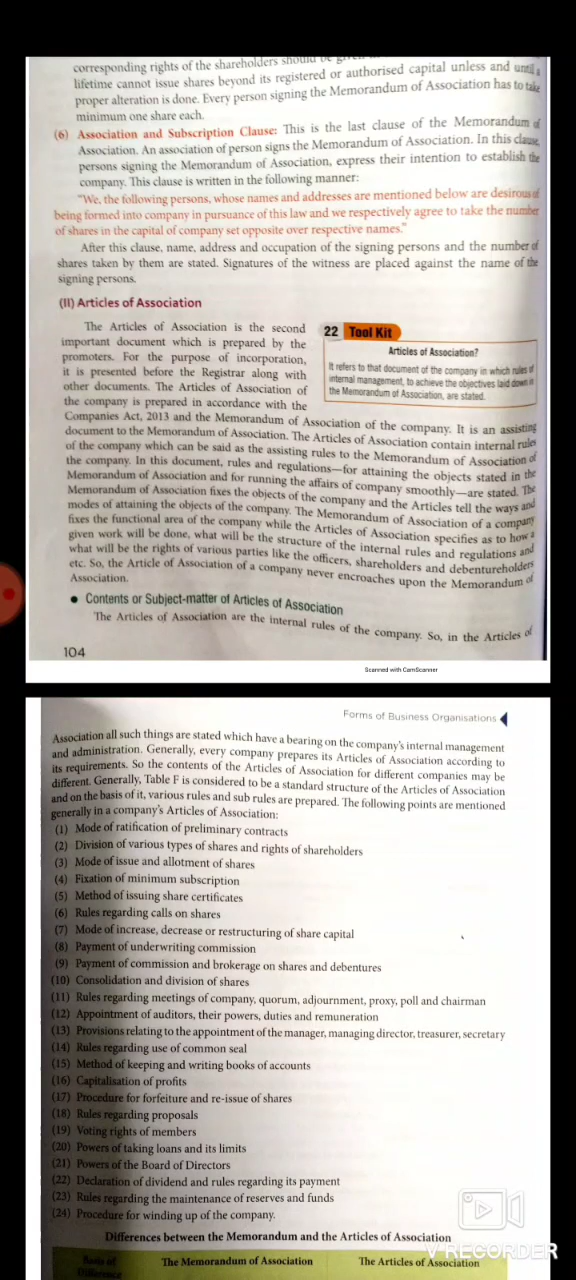 corresponding rights of the shareholders should be
lifetime cannot issue shares beyond its registered or authorised capital unless and until a
proper alteration is done. Every person signing the Memorandum of Association has to take
minimum one share each.
(6) Association and Subscription Clause: This is the last clause of the Memorandum of
Association. An association of person signs the Memorandum of Association. In this clause,
persons signing the Memorandum of Association, express their intention to establish the
company. This clause is written in the following manner:
"We, the following persons, whose names and addresses are mentioned below are desirous of
being formed into company in pursuance of this law and we respectively agree to take the number
of shares in the capital of company set opposite over respective names."
After this clause, name, address and occupation of the signing persons and the number of
shares taken by them are stated. Signatures of the witness are placed against the name of the
signing persons.
(II) Articles of Association
The Articles of Association is the second
important document which is prepared by the
promoters. For the purpose of incorporation,
it is presented before the Registrar along with
other documents. The Articles of Association of
the company is prepared in accordance with the
22 Tool Kit
Articles of Association?
It refers to that document of the company in which rules of
internal management, to achieve the objectives laid down in
the Memorandum of Association, are stated.
Companies Act, 2013 and the Memorandum of Association of the company. It is an assisting
document to the Memorandum of Association. The Articles of Association contain internal rules
of the company which can be said as the assisting rules to the Memorandum of Association of
the company. In this document, rules and regulations—for attaining the objects stated in the
Memorandum of Association and for running the affairs of company smoothly—are stated. The
Memorandum of Association fixes the objects of the company and the Articles tell the ways and
modes of attaining the objects of the company. The Memorandum of Association of a company
fixes the functional area of the company while the Articles of Association specifies as to how a
given work will be done, what will be the structure of the internal rules and regulations and
what will be the rights of various parties like the officers, shareholders and debentureholders
etc. So, the Article of Association of a company never encroaches upon the Memorandum of
Association.
• Contents or Subject-matter of Articles of Association
The Articles of Association are the internal rules of the company. So, in the Articles of
104
Scanned with CamScanner
Forms of Business Organisations
Association all such things are stated which have a bearing on the company's internal management
and administration. Generally, every company prepares its Articles of Association according to
its requirements. So the contents of the Articles of Association for different companies may be
different. Generally, Table F is considered to be a standard structure of the Articles of Association
and on the basis of it, various rules and sub rules are prepared. The following points are mentioned
generally in a company's Articles of Association:
(1) Mode of ratification of preliminary contracts
(2) Division of various types of shares and rights of shareholders
(3) Mode of issue and allotment of shares
(4) Fixation of minimum subscription
(5) Method of issuing share certificates
(6) Rules regarding calls on shares
(7) Mode of increase, decrease or restructuring of share capital
(8) Payment of underwriting commission
(9) Payment of commission and brokerage on shares and debentures
(10) Consolidation and division of shares
(11) Rules regarding meetings of company, quorum, adjournment, proxy, poll and chairman
(12) Appointment of auditors, their powers, duties and remuneration
(13) Provisions relating to the appointment of the manager, managing director, treasurer, secretary
(14) Rules regarding use of common seal
(15) Method of keeping and writing books of accounts
(16) Capitalisation of profits
(17) Procedure for forfeiture and re-issue of shares
(18) Rules regarding proposals
(19) Voting rights of members
(20) Powers of taking loans and its limits
(21) Powers of the Board of Directors
(22) Declaration of dividend and rules regarding its payment
(23) Rules regarding the maintenance of reserves and funds
(24) Procedure for winding up of the company.
Differences between the Memorandum and the Articles of Association
Basis of Difference
The Memorandum of Association
The Articles of Association
V RECORDER